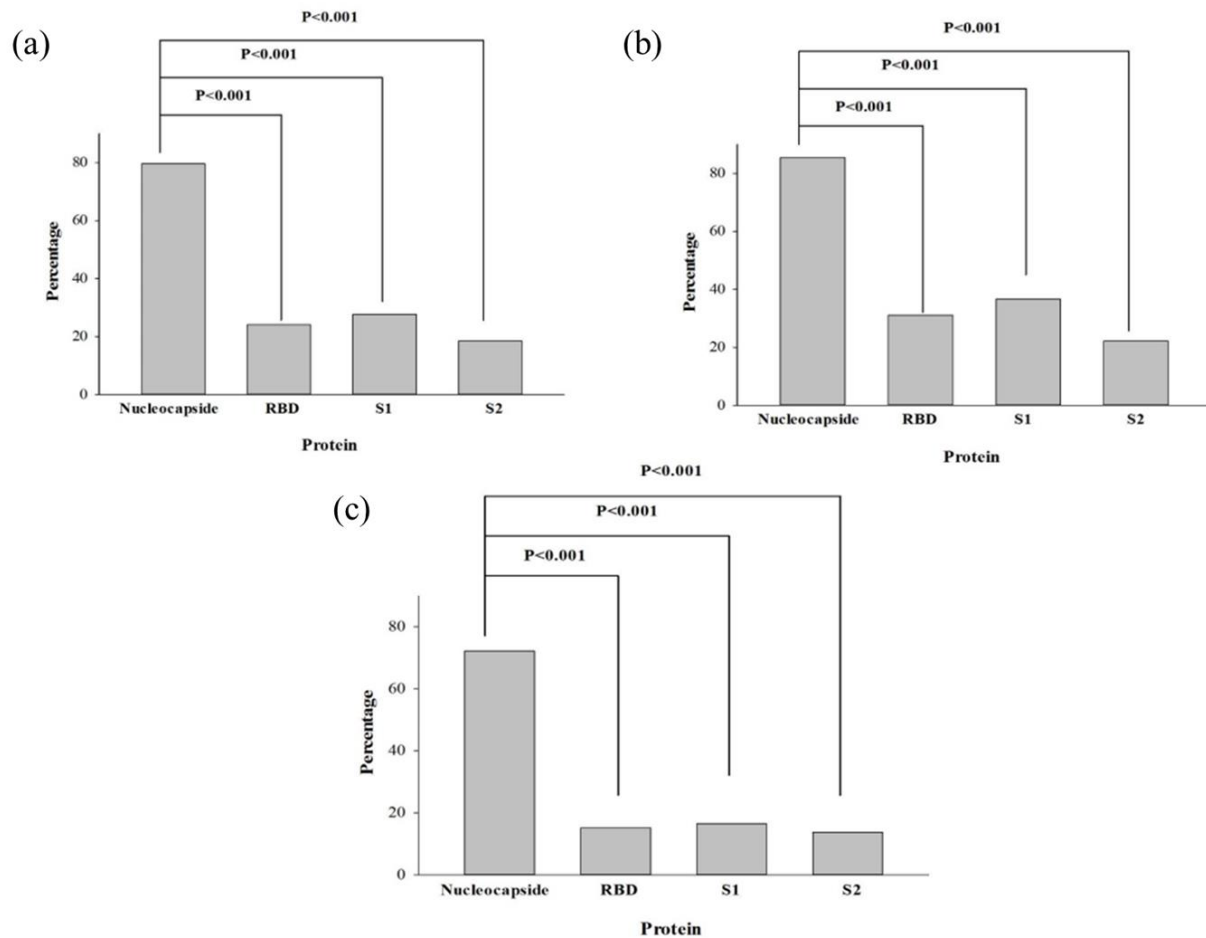 (a)
P<0.001
P<0.001
P<0.001
Percentage
80
60
40
20
0
Nucleocapside RBD S1 S2
Protein
(b)
P<0.001
P<0.001
P<0.001
Percentage
80
60
40
20
0
Nucleocapside RBD S1 S2
Protein
(c)
P<0.001
P<0.001
P<0.001
Percentage
80
60
40
20
0
Nucleocapside RBD S1 S2
Protein